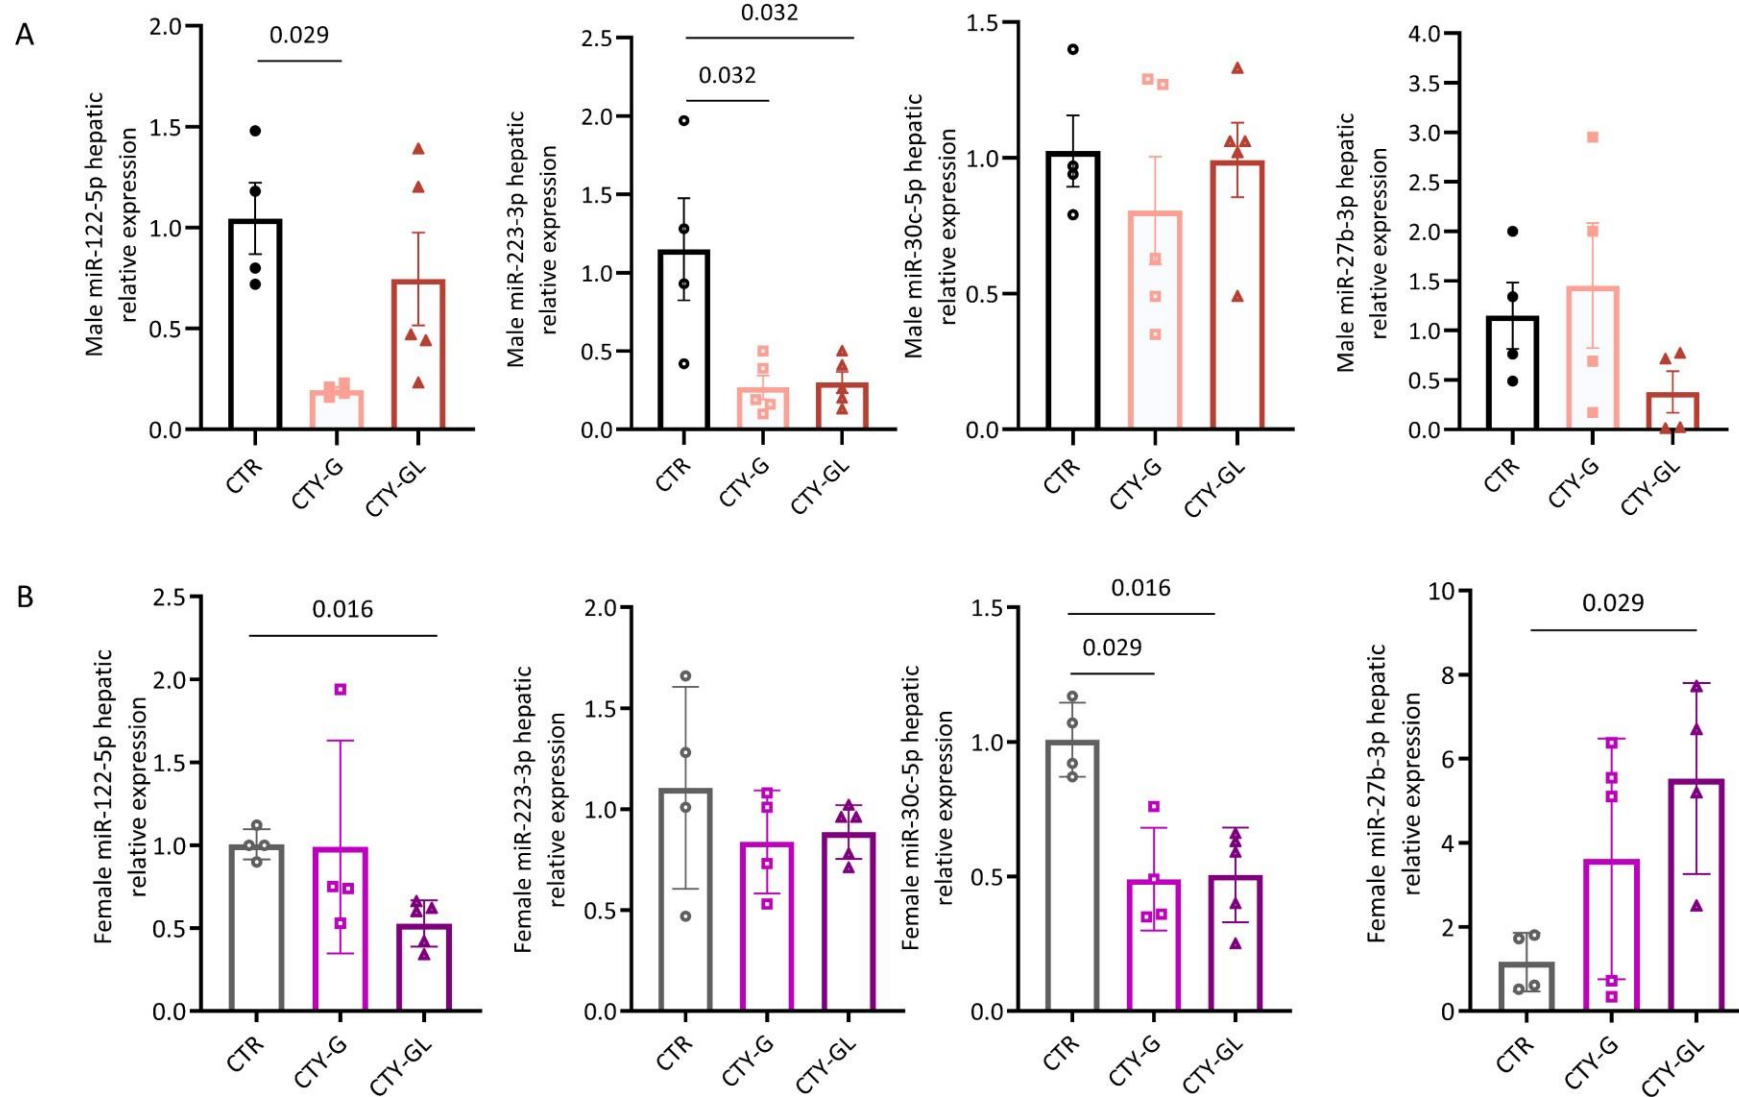 A
Male miR-122-5p hepatic
relative expression
2.0
1.5
1.0
0.5
0.0
0.029
CTR
CTY-G
CTY-GL
Male miR-223-3p hepatic
relative expression
2.5
2.0
1.5
1.0
0.5
0.0
0.032
0.032
CTR
CTY-G
CTY-GL
Male miR-30c-5p hepatic
relative expression
1.5
1.0
0.5
0.0
CTR
CTY-G
CTY-GL
Male miR-27b-3p hepatic
relative expression
4.0
3.5
3.0
2.5
2.0
1.5
1.0
0.5
0.0
CTR
CTY-G
CTY-GL
B
Female miR-122-5p hepatic
relative expression
2.5
2.0
1.5
1.0
0.5
0.0
0.016
CTR
CTY-G
CTY-GL
Female miR-223-3p hepatic
relative expression
2.0
1.5
1.0
0.5
0.0
CTR
CTY-G
CTY-GL
Female miR-30c-5p hepatic
relative expression
1.5
1.0
0.5
0.0
0.016
0.029
CTR
CTY-G
CTY-GL
Female miR-27b-3p hepatic
relative expression
10
8
6
4
2
0
0.029
CTR
CTY-G
CTY-GL